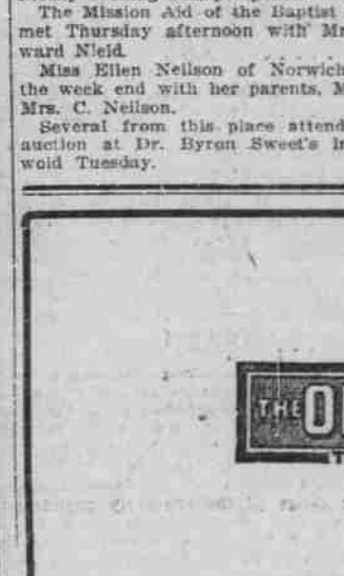 The Mission Aid of the Baptist
met Thursday afternoon with Mr
ward Nield.
Miss Ellen Neilson of Norwich
the week end with her parents, M
Mrs. C. Neilson.
Several from this place attend
auction at Dr. Byron Sweet's in
wold Tuesday.
THE O
T